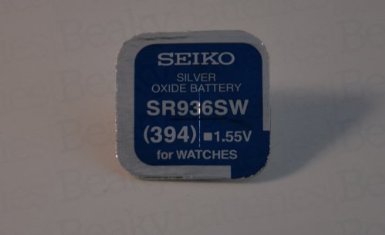 SEIKO
SILVER
OXIDE BATTERY
SR936SW
(394) ■1.55V
for WATCHES